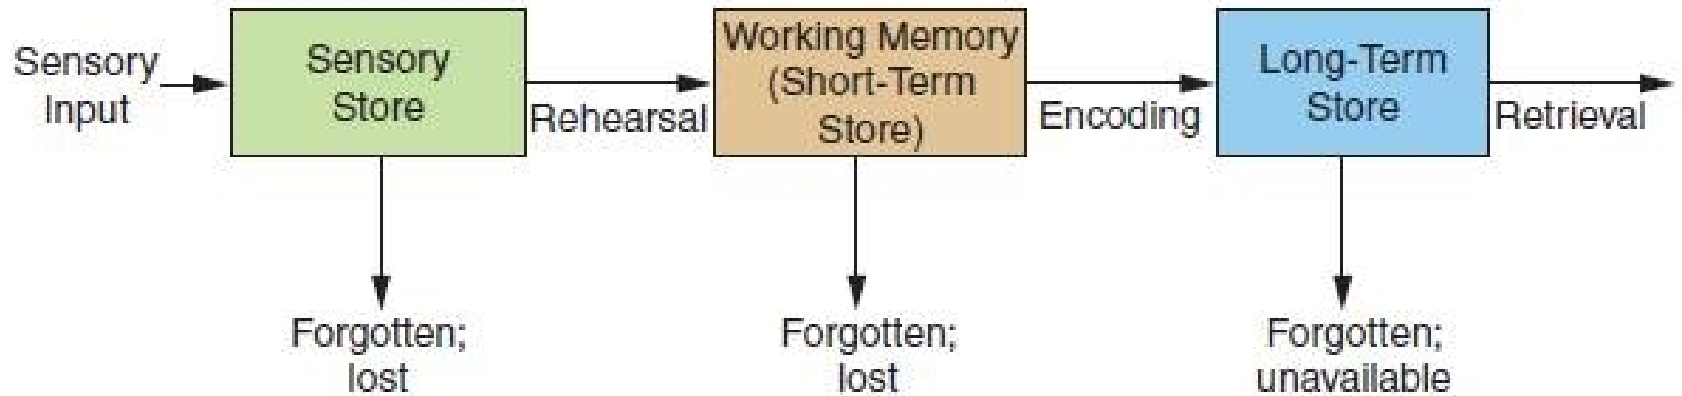 Sensory
Input
Sensory
Store
Rehearsal
Working Memory
(Short-Term
Store)
Encoding
Long-Term
Store
Retrieval
Forgotten;
lost
Forgotten;
lost
Forgotten;
unavailable